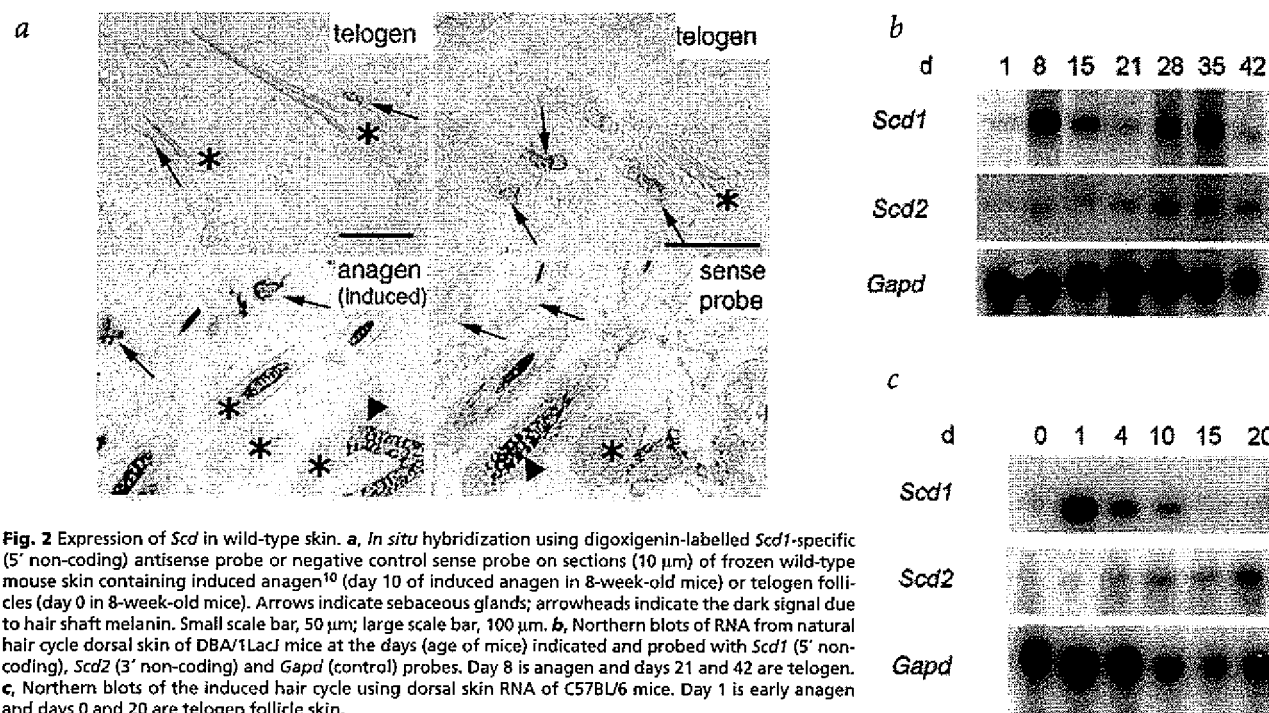 a
telogen
telogen
* * *
anagen
(induced)
sense
probe
* * * *
b
d 1 8 15 21 28 35 42
Scd1
Scd2
Gapd
c
d 0 1 4 10 15 20
Scd1
Scd2
Gapd
Fig. 2 Expression of Scd in wild-type skin. a, In situ hybridization using digoxigenin-labelled Scd1-specific
(5′ non-coding) antisense probe or negative control sense probe on sections (10 μm) of frozen wild-type
mouse skin containing induced anagen¹⁰ (day 10 of induced anagen in 8-week-old mice) or telogen folli-
cles (day 0 in 8-week-old mice). Arrows indicate sebaceous glands; arrowheads indicate the dark signal due
to hair shaft melanin. Small scale bar, 50 μm; large scale bar, 100 μm. b, Northern blots of RNA from natural
hair cycle dorsal skin of DBA/1LacJ mice at the days (age of mice) indicated and probed with Scd1 (5′ non-
coding), Scd2 (3′ non-coding) and Gapd (control) probes. Day 8 is anagen and days 21 and 42 are telogen.
c, Northern blots of the induced hair cycle using dorsal skin RNA of C57BL/6 mice. Day 1 is early anagen
and days 0 and 20 are telogen follicle skin.